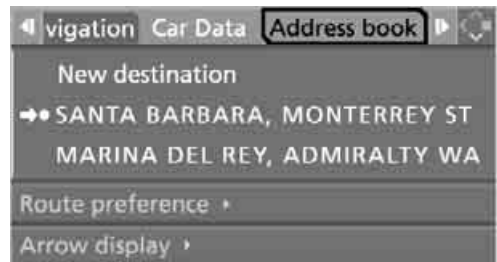 vigation Car Data Address book
New destination
SANTA BARBARA, MONTERREY ST
MARINA DEL REY, ADMIRALTY WA
Route preference
Arrow display